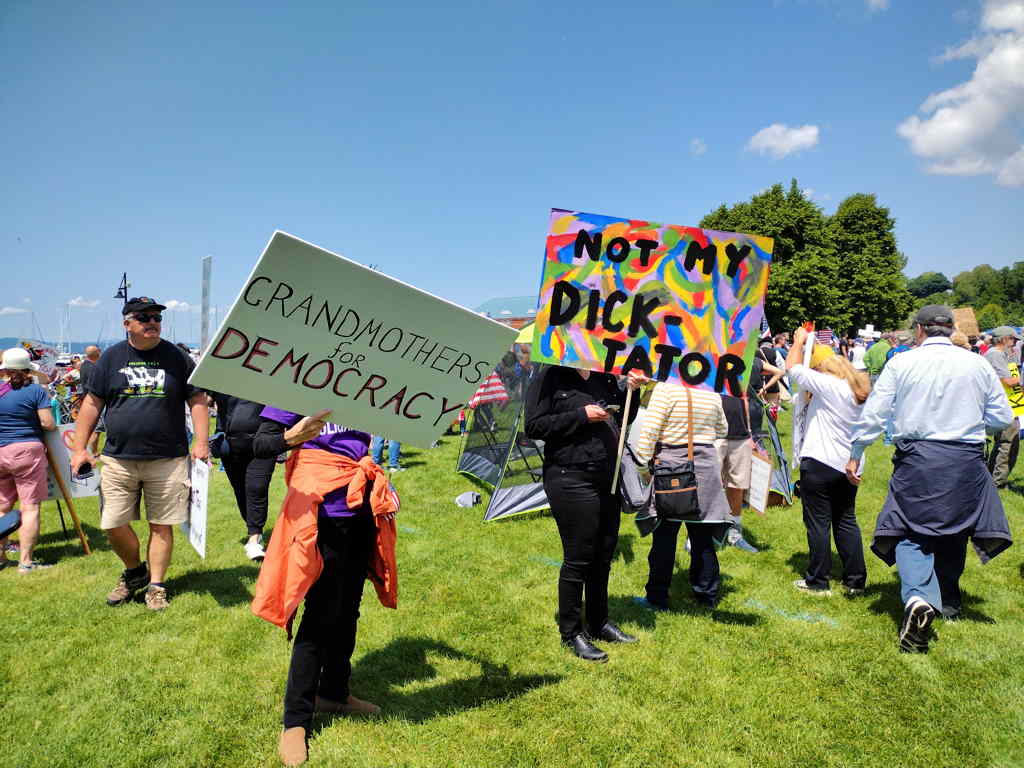 GRANDMOTHERS
for
DEMOCRACY
NOT MY
DICK-
TATOR